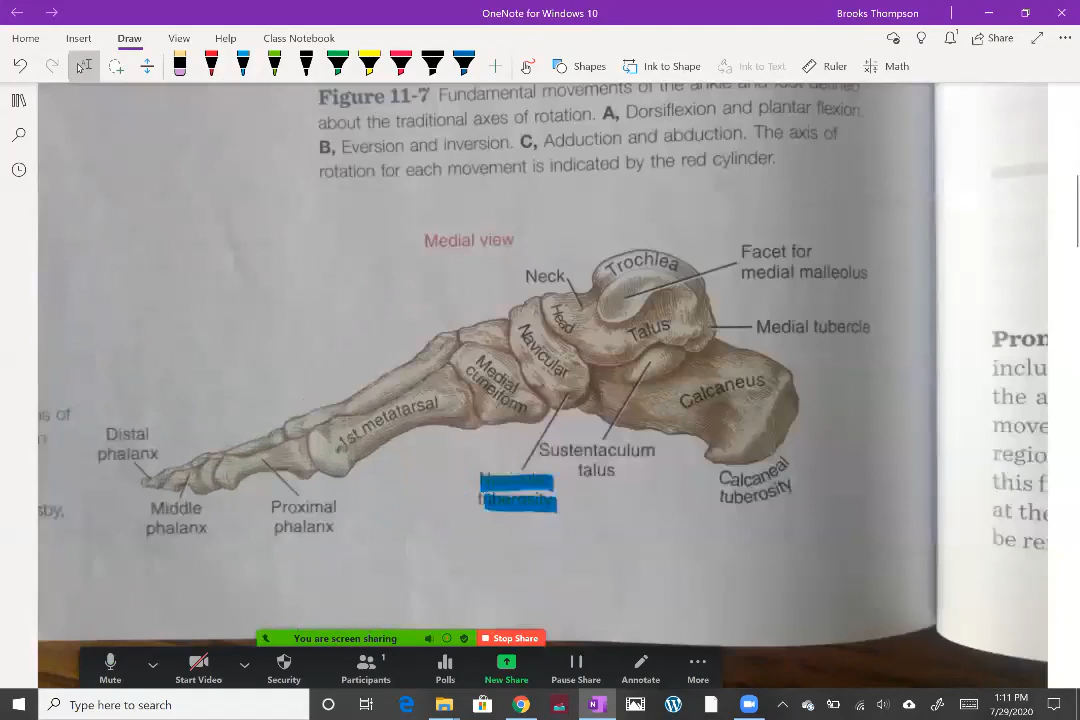 OneNote for Windows 10
Brooks Thompson
Home
Insert
Draw
View
Help
Class Notebook
Share
Shapes
Ink to Shape
Ink to Text
Ruler
Math
Figure 11-7 Fundamental movements of the ankle and foot defined
about the traditional axes of rotation. A, Dorsiflexion and plantar flexion.
B, Eversion and inversion. C, Adduction and abduction. The axis of
rotation for each movement is indicated by the red cylinder.
Medial view
Neck
Trochlea
Facet for
medial malleolus
Head
Talus
Medial tubercle
Navicular
Medial
cuneiform
Calcaneus
1st metatarsal
Distal
phalanx
Sustentaculum
talus
tuberosity
Calcaneal
tuberosity
Middle
phalanx
Proximal
phalanx
is of
sby,
Pron
inclu
the a
move
regio
this f
at the
be re
You are screen sharing
Stop Share
Mute
Start Video
Security
Participants
1
Polls
New Share
Pause Share
Annotate
More
Type here to search
1:11 PM
7/29/2020